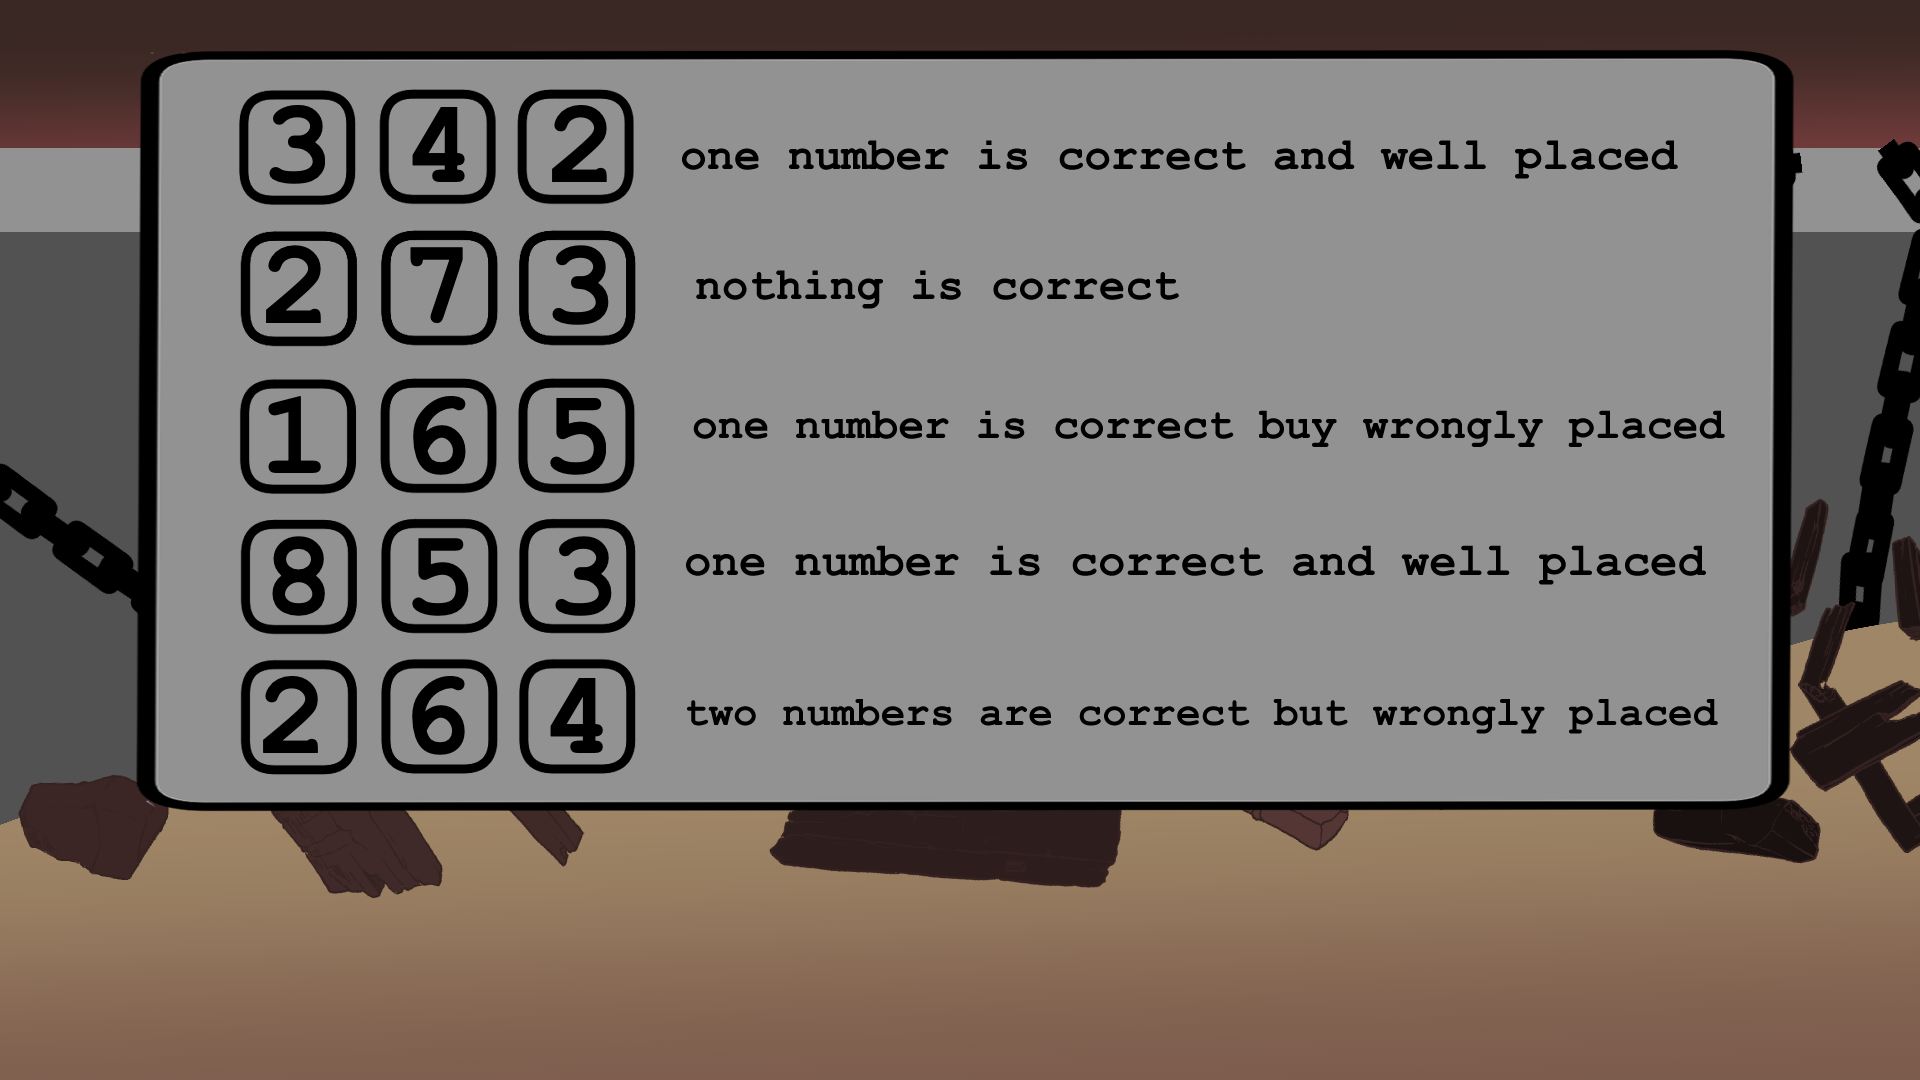 3 4 2 one number is correct and well placed
2 7 3 nothing is correct
1 6 5 one number is correct buy wrongly placed
8 5 3 one number is correct and well placed
2 6 4 two numbers are correct but wrongly placed